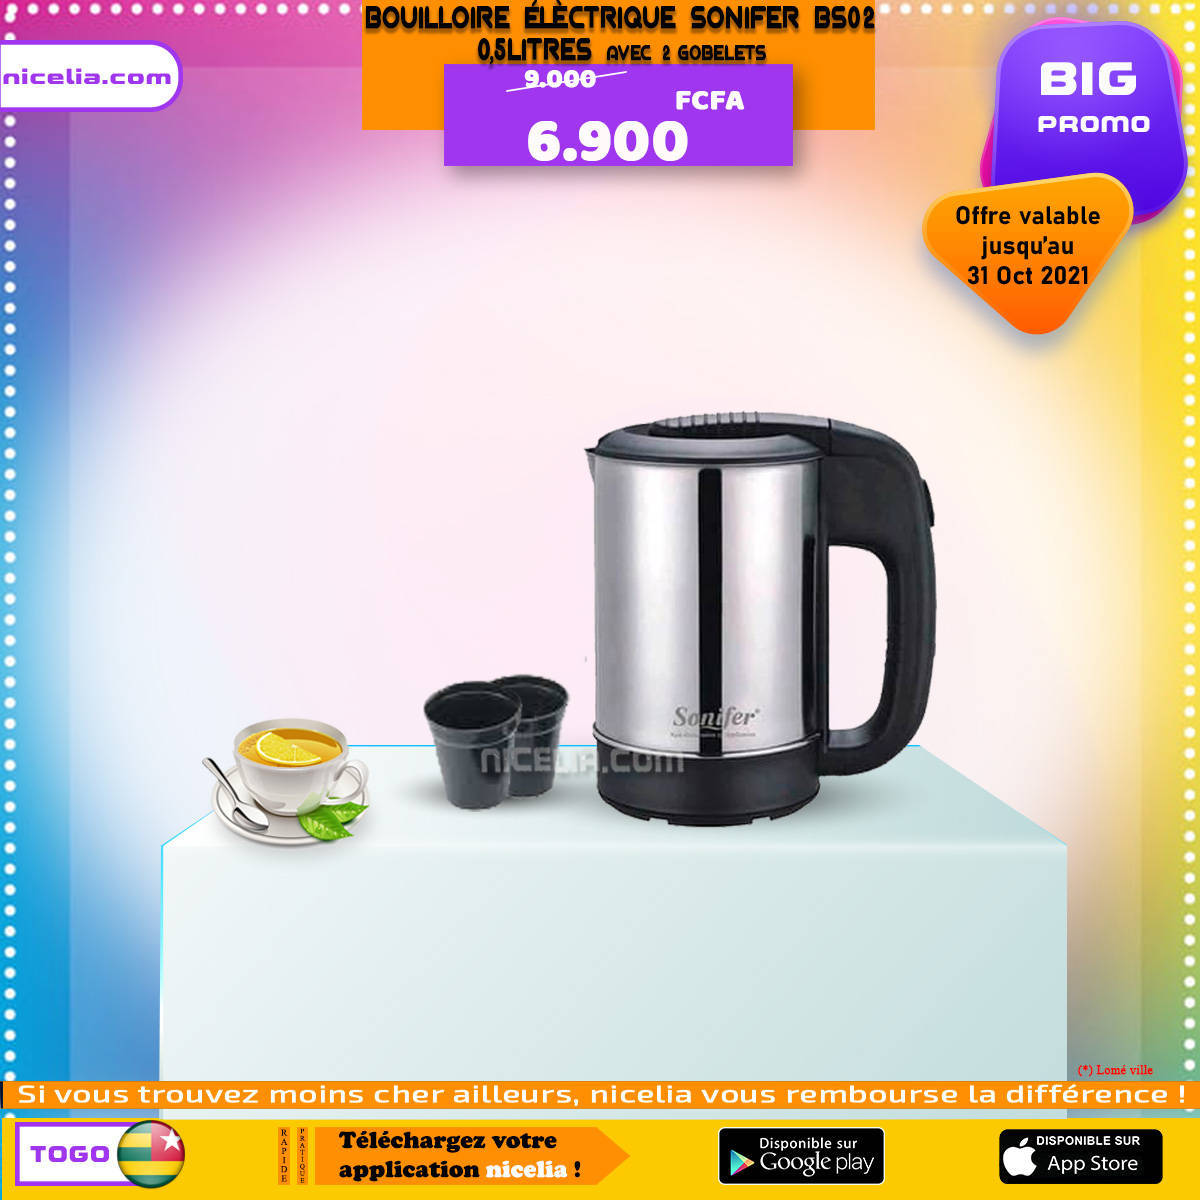 BOUILLOIRE ÉLÈCTRIQUE SONIFER BS02
0,5LITRES AVEC 2 GOBELETS
nicelia.com
9.000
FCFA
6.900
BIG
PROMO
Offre valable
jusqu'au
31 Oct 2021
Sonifer
NICELIA.COM
(*) Lomé ville
Si vous trouvez moins cher ailleurs, nicelia vous rembourse la différence !
TOGO
RAPIDE
PRATIQUE
Téléchargez votre
application nicelia !
Disponible sur
Google play
DISPONIBLE SUR
App Store